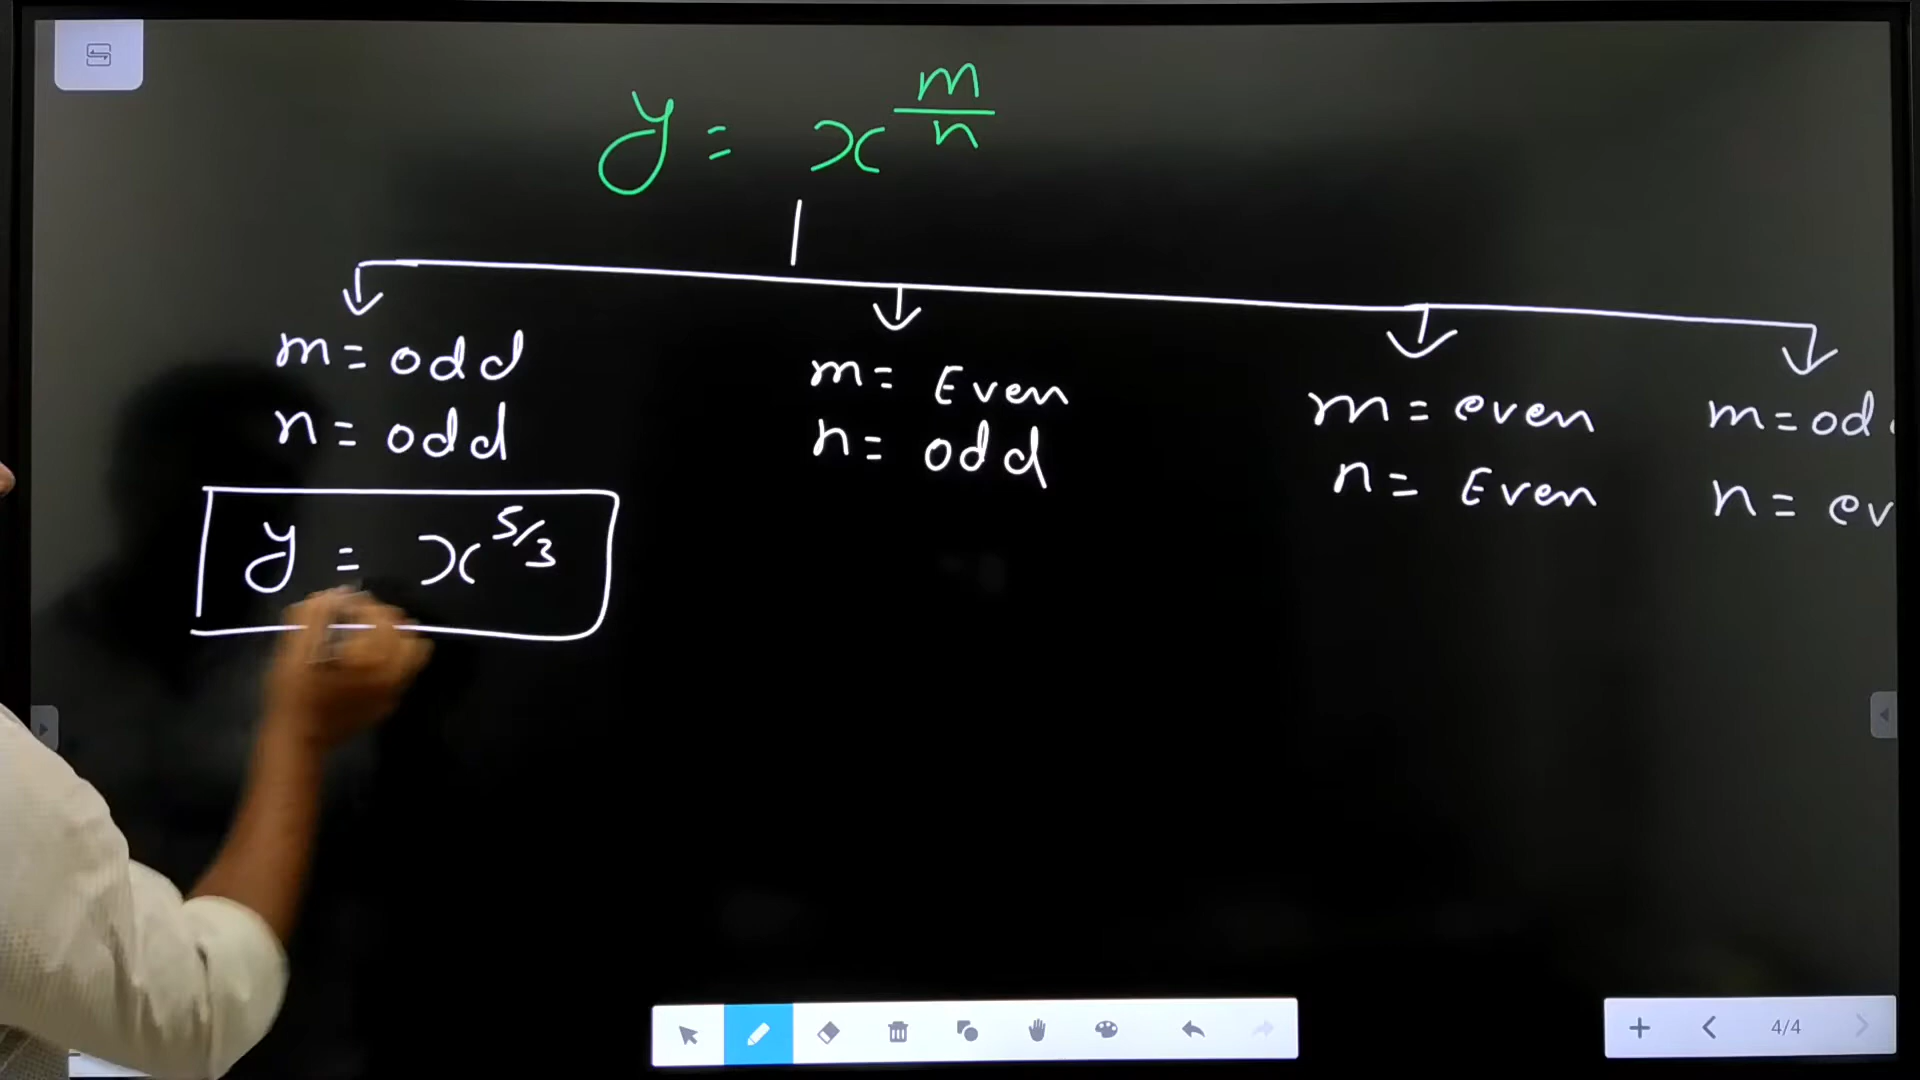 y = x^{m/n}
m = odd
n = odd
y = x^{5/3}
m = Even
n = odd
m = even
n = Even
m = od
n = ev
4/4